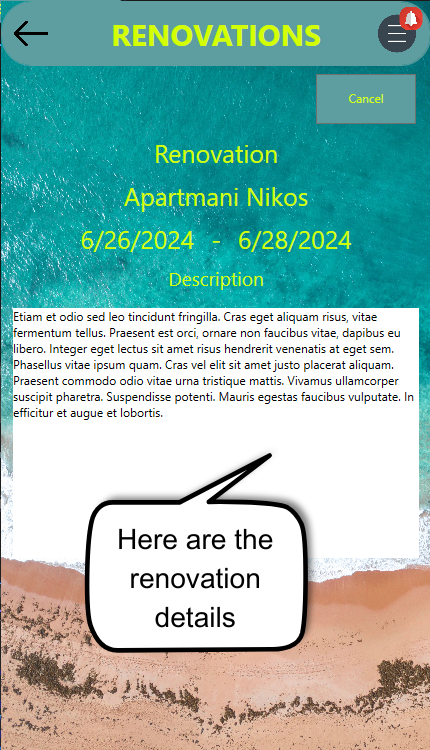 RENOVATIONS
Cancel
Renovation
Apartmani Nikos
6/26/2024 - 6/28/2024
Description
Etiam et odio sed leo tincidunt fringilla. Cras eget aliquam risus, vitae
fermentum tellus. Praesent est orci, ornare non faucibus vitae, dapibus eu
libero. Integer eget lectus sit amet risus hendrerit venenatis at eget sem.
Phasellus vitae ipsum quam. Cras vel elit sit amet justo placerat aliquam.
Praesent commodo odio vitae urna tristique mattis. Vivamus ullamcorper
suscipit pharetra. Suspendisse potenti. Mauris egestas faucibus vulputate. In
efficitur et augue et lobortis.
Here are the
renovation
details